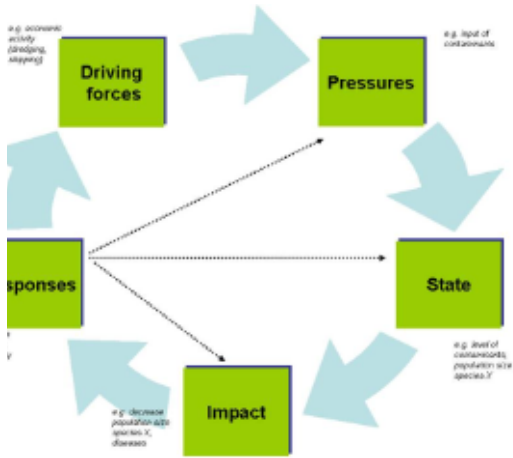 e.g. economic
activity
(dredging,
shipping)
Driving
forces
e.g. input of
contaminants
Pressures
sponses
State
e.g. level of
contaminants,
population size
species X
Impact
e.g. decrease
population size
species X,
diseases